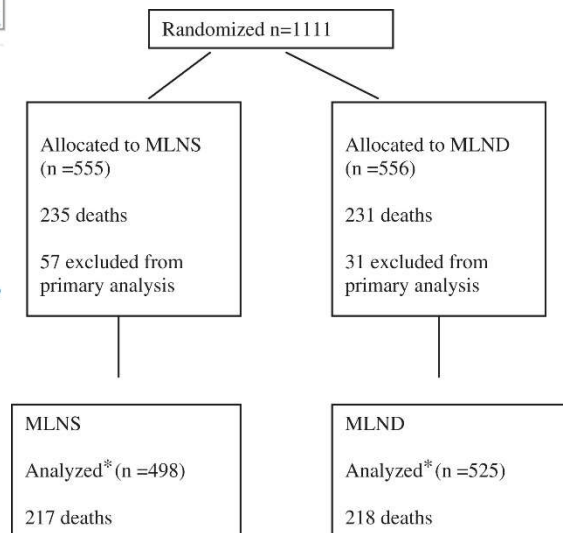 Randomized n=1111
Allocated to MLNS
(n =555)
235 deaths
57 excluded from
primary analysis
Allocated to MLND
(n =556)
231 deaths
31 excluded from
primary analysis
MLNS
Analyzed* (n =498)
217 deaths
MLND
Analyzed* (n =525)
218 deaths